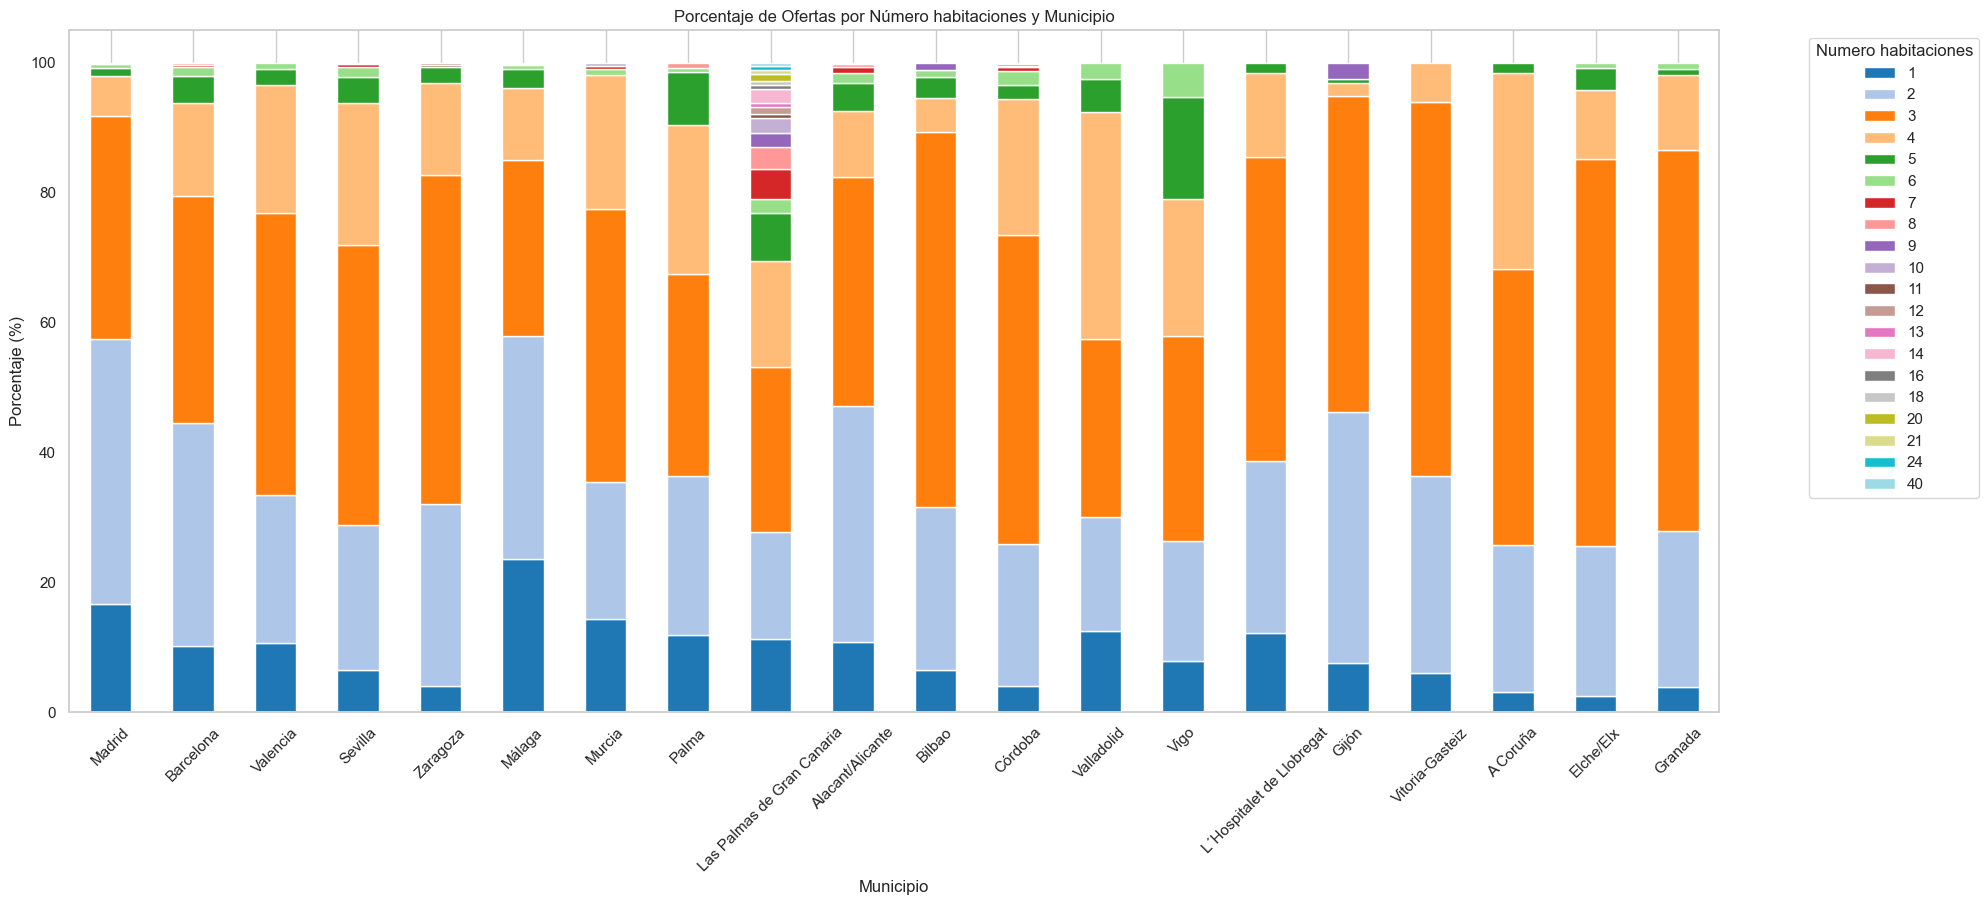 Porcentaje de Ofertas por Número habitaciones y Municipio
Porcentaje (%)
100
80
60
40
20
0
Madrid
Barcelona
Valencia
Sevilla
Zaragoza
Málaga
Murcia
Palma
Las Palmas de Gran Canaria
Alacant/Alicante
Bilbao
Córdoba
Valladolid
Vigo
L´Hospitalet de Llobregat
Gijón
Vitoria-Gasteiz
A Coruña
Elche/Elx
Granada
Municipio
Numero habitaciones
1
2
3
4
5
6
7
8
9
10
11
12
13
14
16
18
20
21
24
40